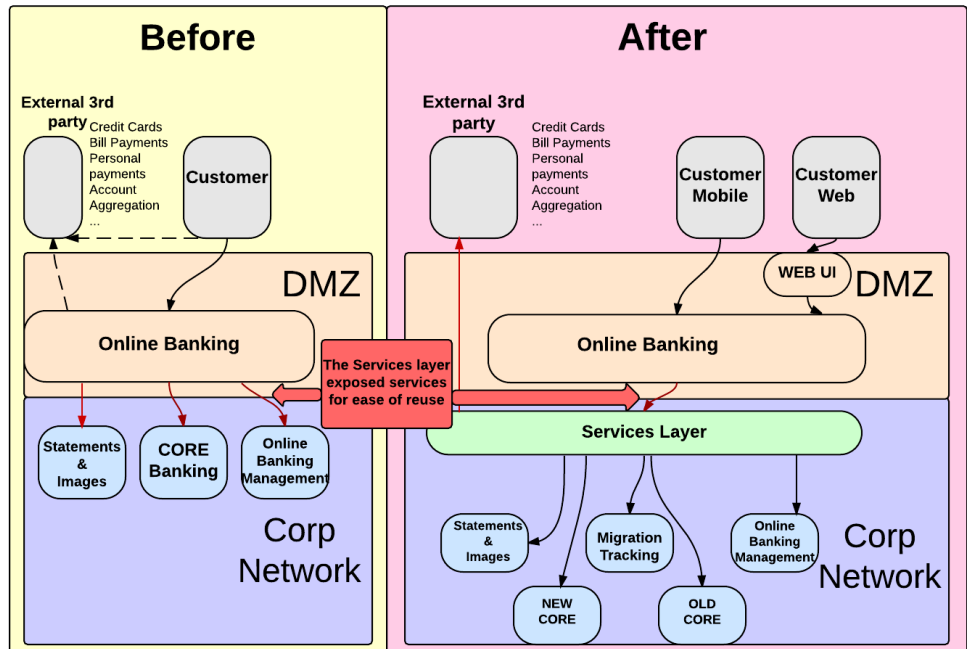 Before
External 3rd
party
Credit Cards
Bill Payments
Personal
payments
Account
Aggregation
...
Customer
DMZ
Online Banking
Statements
&
Images
CORE
Banking
Online
Banking
Management
Corp
Network
The Services layer
exposed services
for ease of reuse
After
External 3rd
party
Credit Cards
Bill Payments
Personal
payments
Account
Aggregation
...
Customer
Mobile
Customer
Web
WEB UI
DMZ
Online Banking
Services Layer
Statements
&
Images
Migration
Tracking
Online
Banking
Management
NEW
CORE
OLD
CORE
Corp
Network